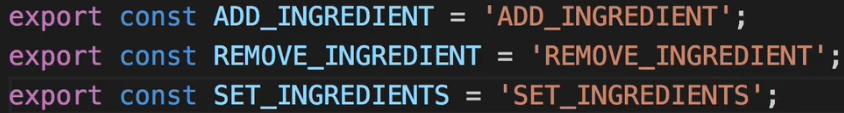 export const ADD_INGREDIENT = 'ADD_INGREDIENT';
export const REMOVE_INGREDIENT = 'REMOVE_INGREDIENT';
export const SET_INGREDIENTS = 'SET_INGREDIENTS';